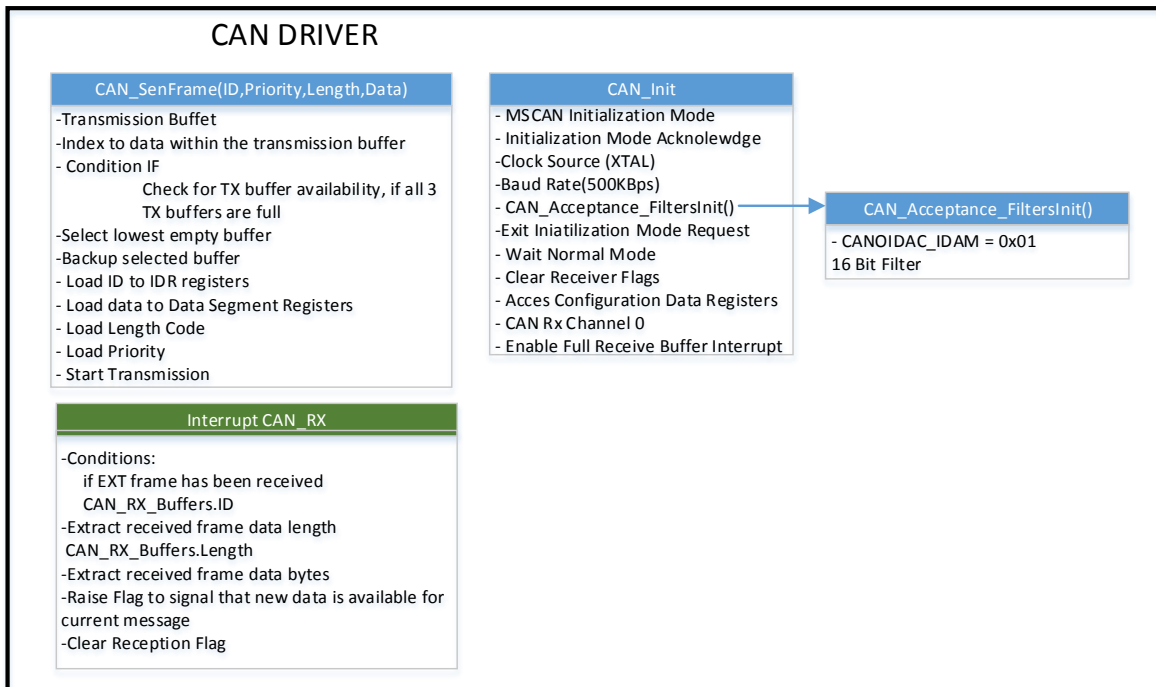 CAN DRIVER
CAN_SenFrame(ID,Priority,Length,Data)
-Transmission Buffet
-Index to data within the transmission buffer
- Condition IF
Check for TX buffer availability, if all 3
TX buffers are full
-Select lowest empty buffer
-Backup selected buffer
- Load ID to IDR registers
- Load data to Data Segment Registers
- Load Length Code
- Load Priority
- Start Transmission
CAN_Init
- MSCAN Initialization Mode
- Initialization Mode Acknolewdge
-Clock Source (XTAL)
-Baud Rate(500KBps)
- CAN_Acceptance_FiltersInit()
-Exit Iniatilization Mode Request
- Wait Normal Mode
- Clear Receiver Flags
- Acces Configuration Data Registers
- CAN Rx Channel 0
- Enable Full Receive Buffer Interrupt
CAN_Acceptance_FiltersInit()
- CANOIDAC_IDAM = 0x01
16 Bit Filter
Interrupt CAN_RX
-Conditions:
if EXT frame has been received
CAN_RX_Buffers.ID
-Extract received frame data length
CAN_RX_Buffers.Length
-Extract received frame data bytes
-Raise Flag to signal that new data is available for
current message
-Clear Reception Flag